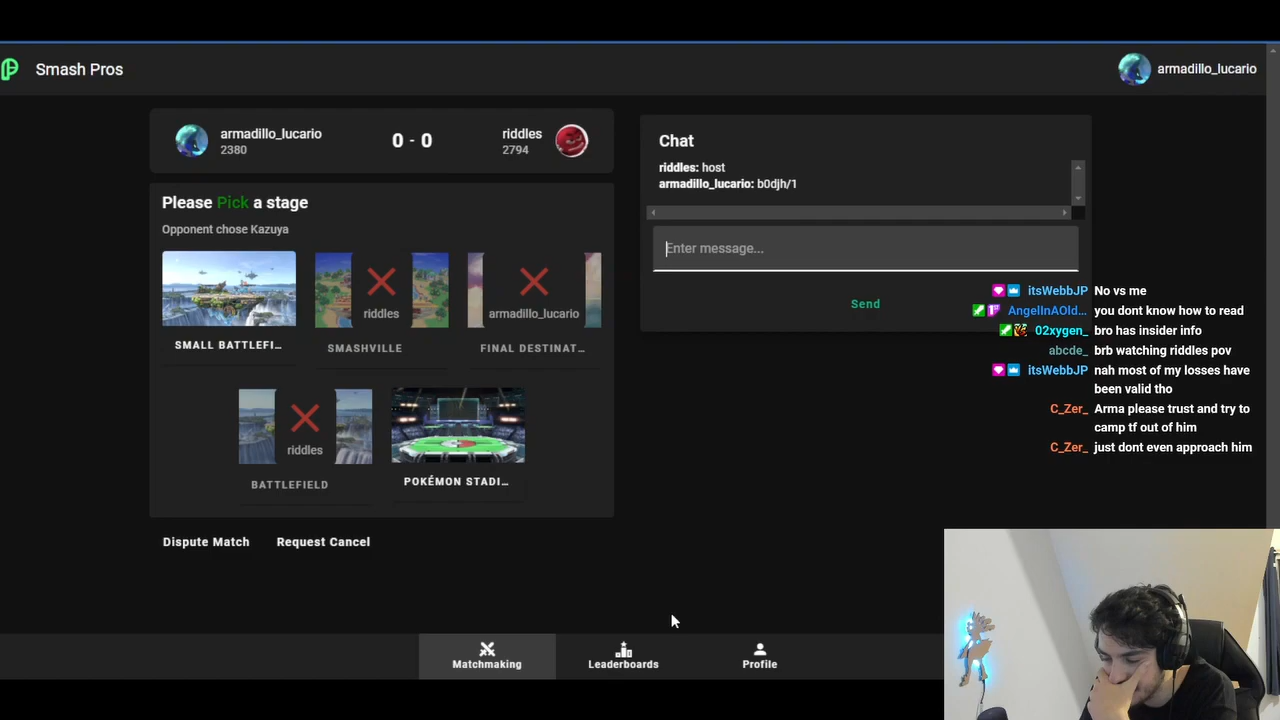 Smash Pros
armadillo_lucario
armadillo_lucario
2380
0 - 0
riddles
2794
Please Pick a stage
Opponent chose Kazuya
SMALL BATTLEFI...
riddles
SMASHVILLE
armadillo_lucario
FINAL DESTINAT...
riddles
BATTLEFIELD
POKÉMON STADI...
Dispute Match
Request Cancel
Chat
riddles: host
armadillo_lucario: b0djh/1
Enter message...
Send
itsWebbJP No vs me
AngelInAOld... you dont know how to read
02xygen_ bro has insider info
abcde_ brb watching riddles pov
itsWebbJP nah most of my losses have
been valid tho
C_Zer_ Arma please trust and try to
camp tf out of him
C_Zer_ just dont even approach him
Matchmaking
Leaderboards
Profile